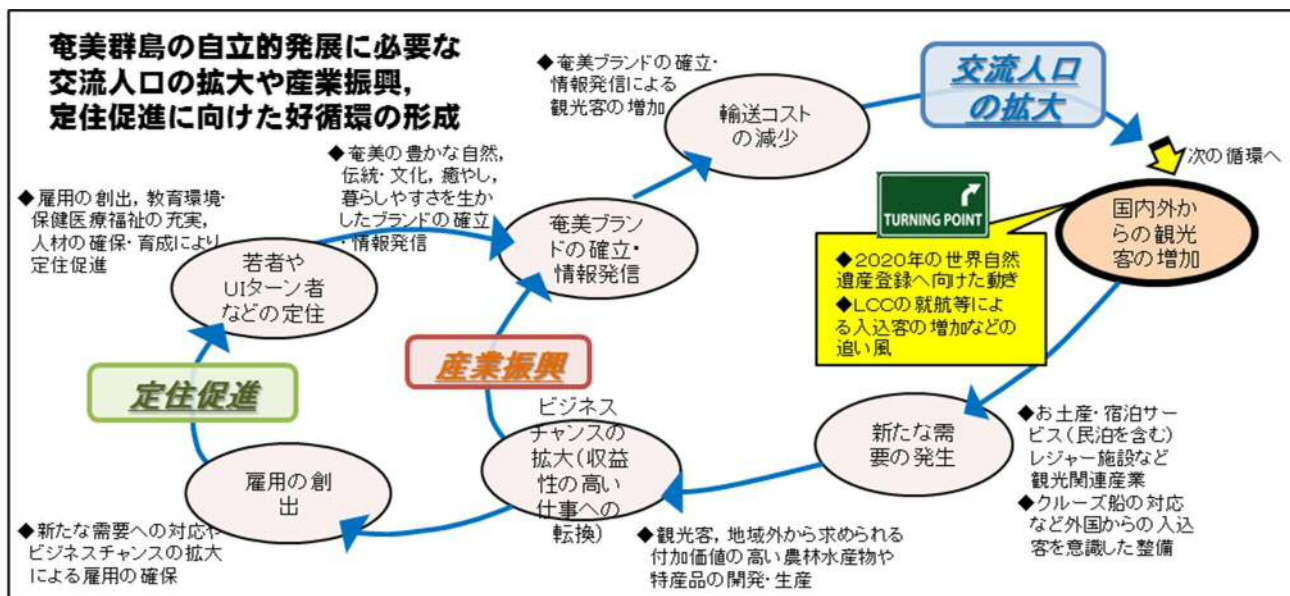 奄美群島の自立的発展に必要な
交流人口の拡大や産業振興,
定住促進に向けた好循環の形成
◆奄美ブランドの確立・
情報発信による
観光客の増加
輸送コスト
の減少
交流人口
の拡大
次の循環へ
◆雇用の創出, 教育環境・
保健医療福祉の充実,
人材の確保・育成により
定住促進
◆奄美の豊かな自然,
伝統・文化, 癒やし,
暮らしやすさを生か
したブランドの確立
・情報発信
若者や
UIターン者
などの定住
奄美ブラン
ドの確立・
情報発信
TURNING POINT
◆2020年の世界自然
遺産登録へ向けた動き
◆LCCの就航等によ
る入込客の増加などの
追い風
国内外か
らの観光
客の増加
定住促進
産業振興
雇用の創
出
ビジネス
チャンスの
拡大(収益
性の高い
仕事への
転換)
新たな需
要の発生
◆お土産・宿泊サー
ビス(民泊を含む)
レジャー施設など
観光関連産業
◆クルーズ船の対応
など外国からの入込
客を意識した整備
◆新たな需要への対応や
ビジネスチャンスの拡大
による雇用の確保
◆観光客, 地域外から求められる
付加価値の高い農林水産物や
特産品の開発・生産